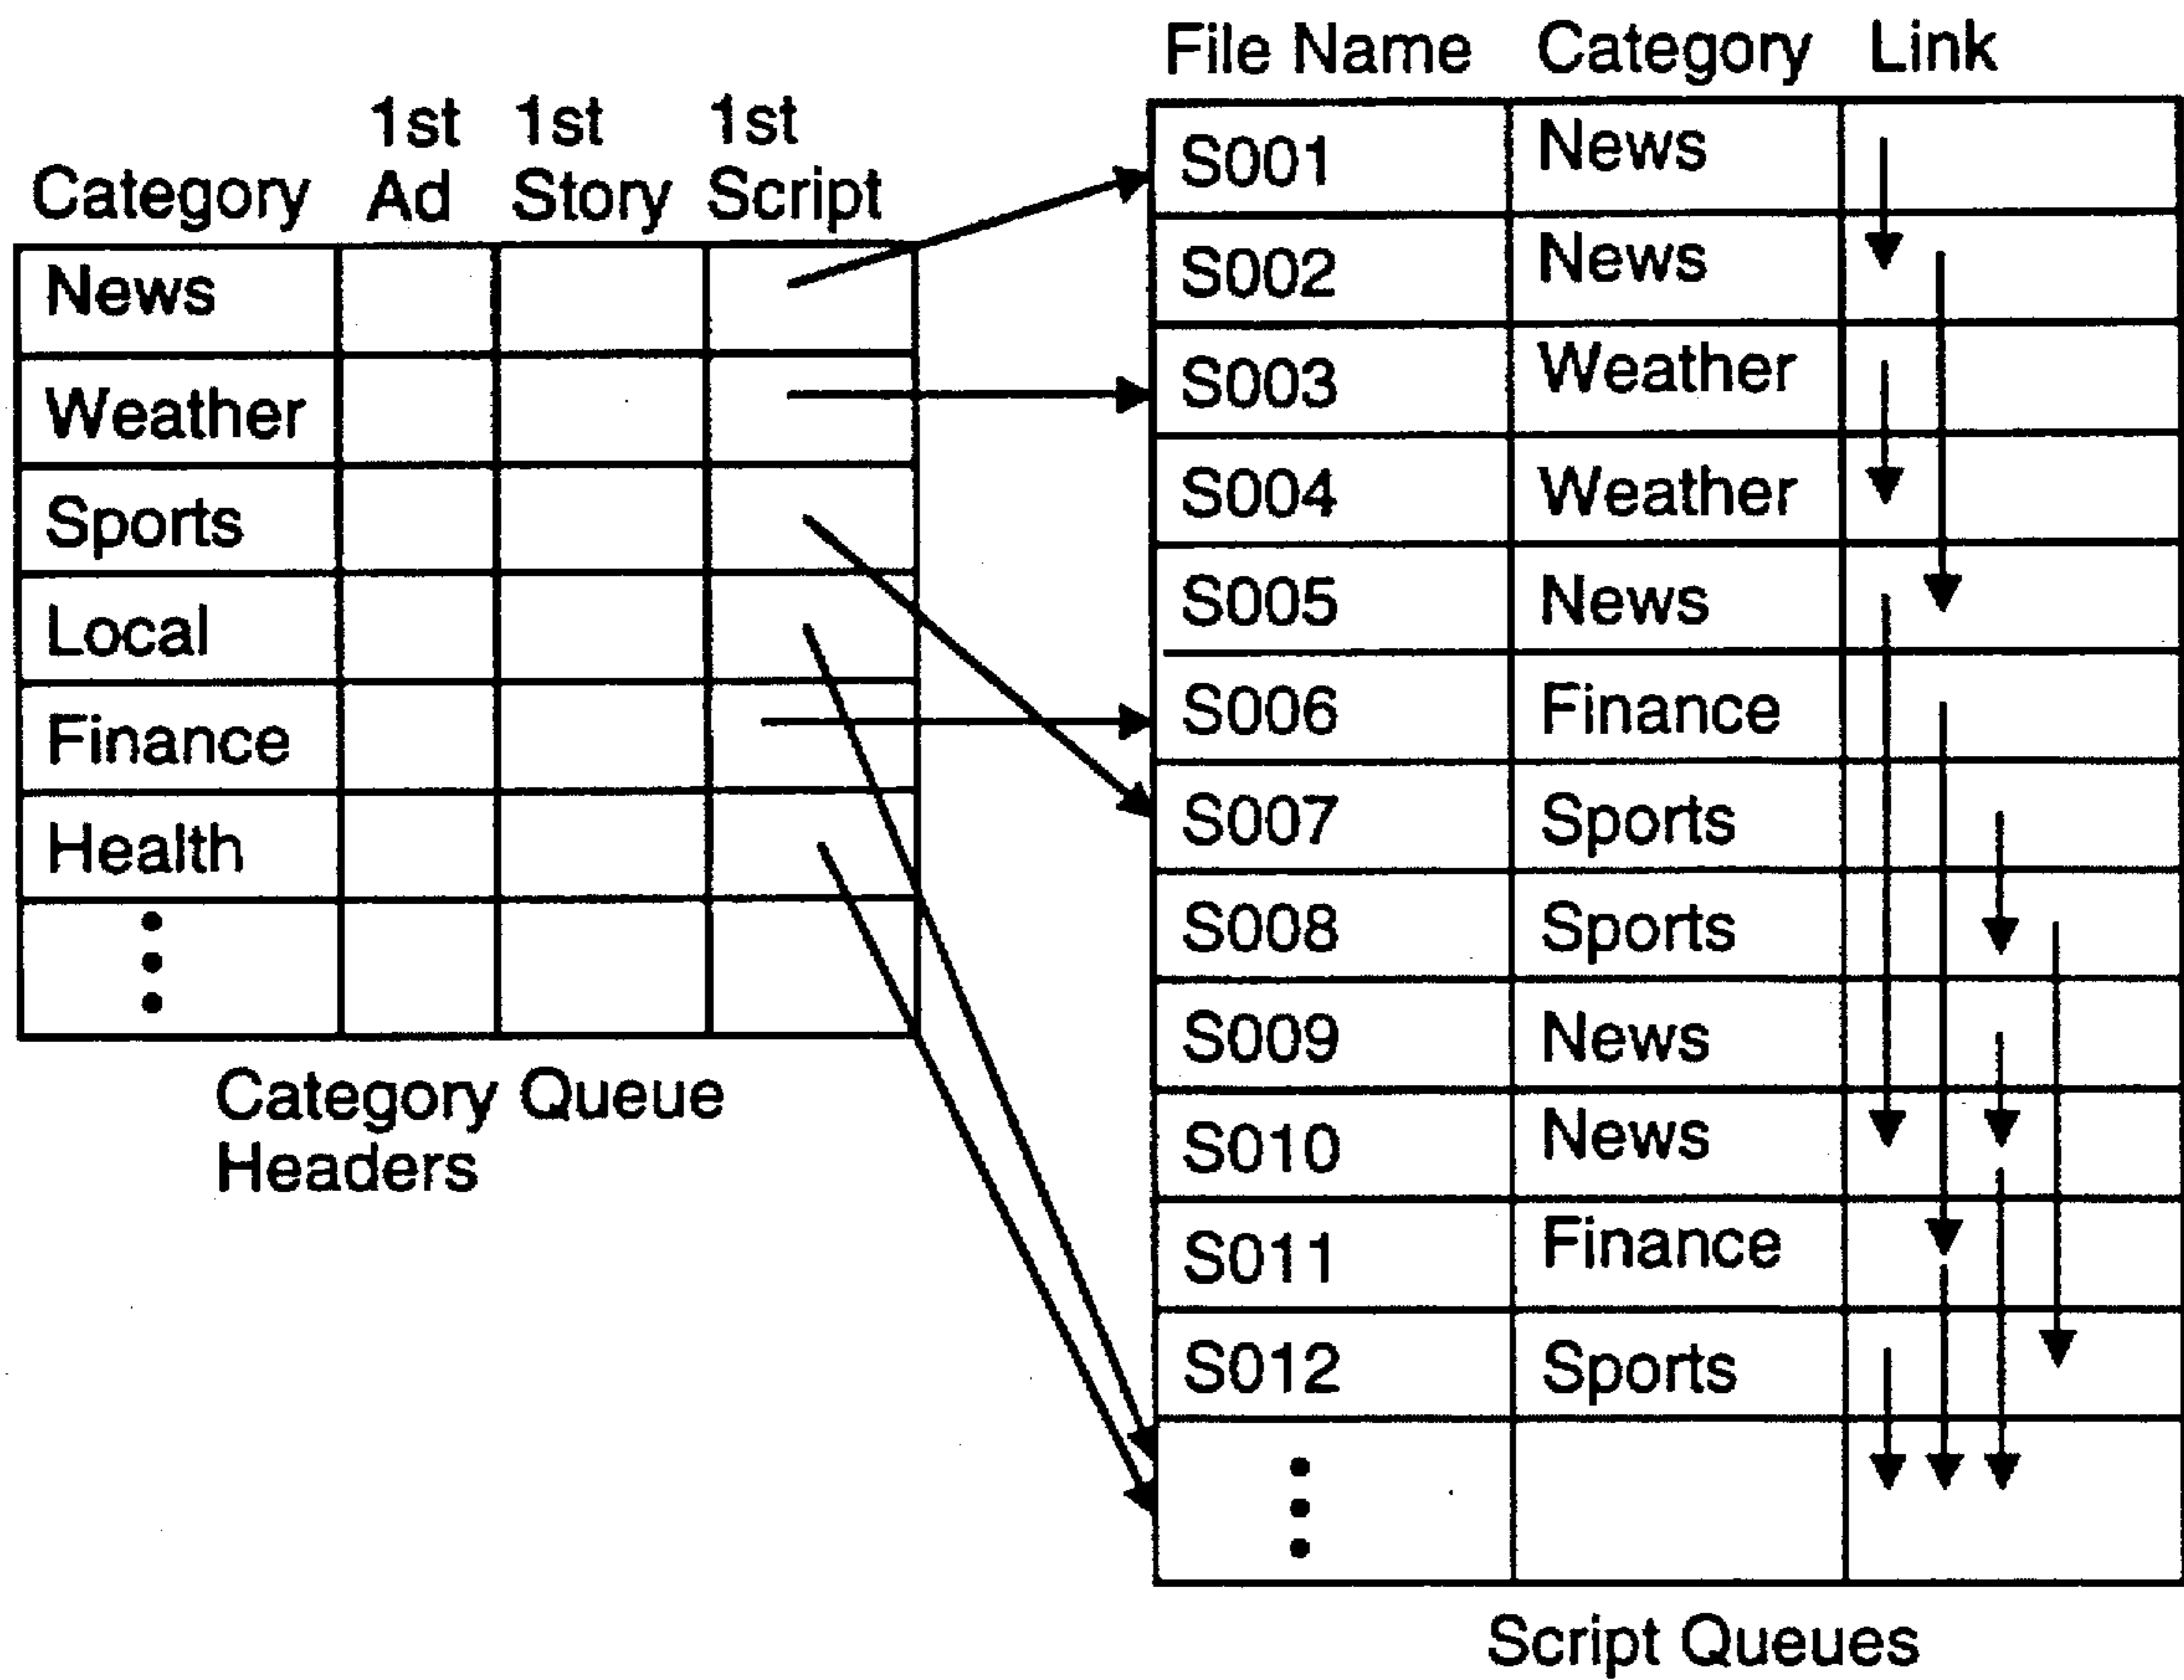 1st 1st 1st
Category Ad Story Script
News
Weather
Sports
Local
Finance
Health
Category Queue
Headers
File Name Category Link
S001 News
S002 News
S003 Weather
S004 Weather
S005 News
S006 Finance
S007 Sports
S008 Sports
S009 News
S010 News
S011 Finance
S012 Sports
Script Queues